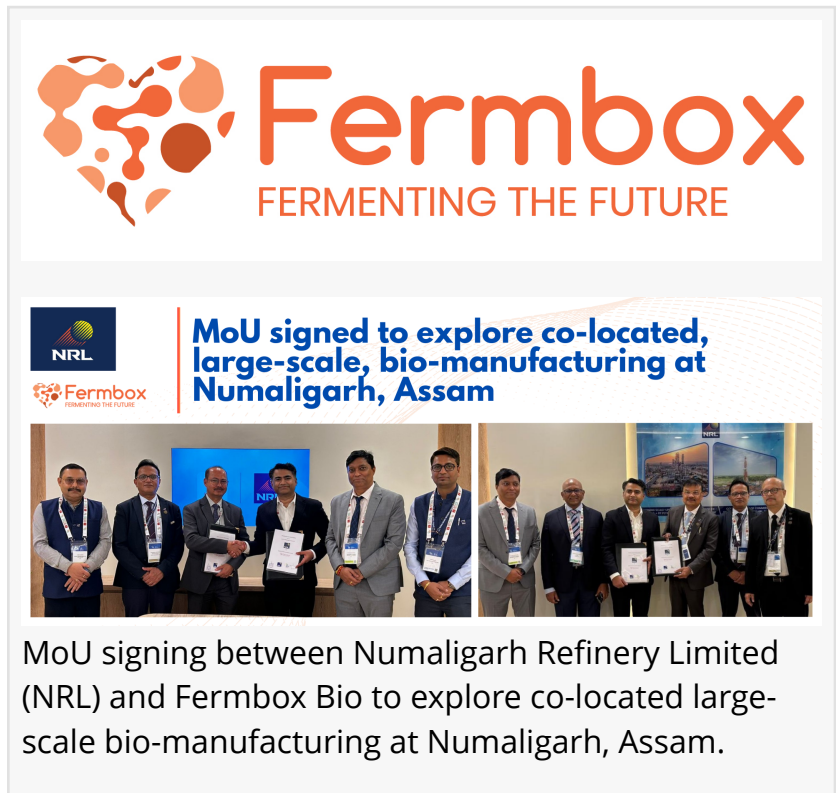 Fermbox
FERMENTING THE FUTURE
NRL
Fermbox
FERMENTING THE FUTURE
MoU signed to explore co-located,
large-scale, bio-manufacturing at
Numaligarh, Assam
NRL
NRL
MoU signing between Numaligarh Refinery Limited
(NRL) and Fermbox Bio to explore co-located large-
scale bio-manufacturing at Numaligarh, Assam.